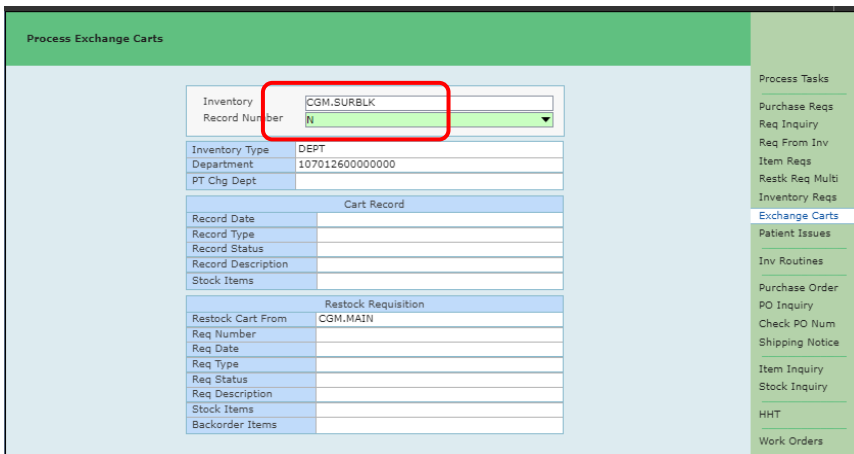 Process Exchange Carts
Inventory CGM.SURBLK
Record Number N
Inventory Type DEPT
Department 107012600000000
PT Chg Dept
Cart Record
Record Date
Record Type
Record Status
Record Description
Stock Items
Restock Requisition
Restock Cart From CGM.MAIN
Req Number
Req Date
Req Type
Req Status
Req Description
Stock Items
Backorder Items
Process Tasks
Purchase Reqs
Req Inquiry
Req From Inv
Item Reqs
Restk Req Multi
Inventory Reqs
Exchange Carts
Patient Issues
Inv Routines
Purchase Order
PO Inquiry
Check PO Num
Shipping Notice
Item Inquiry
Stock Inquiry
HHT
Work Orders